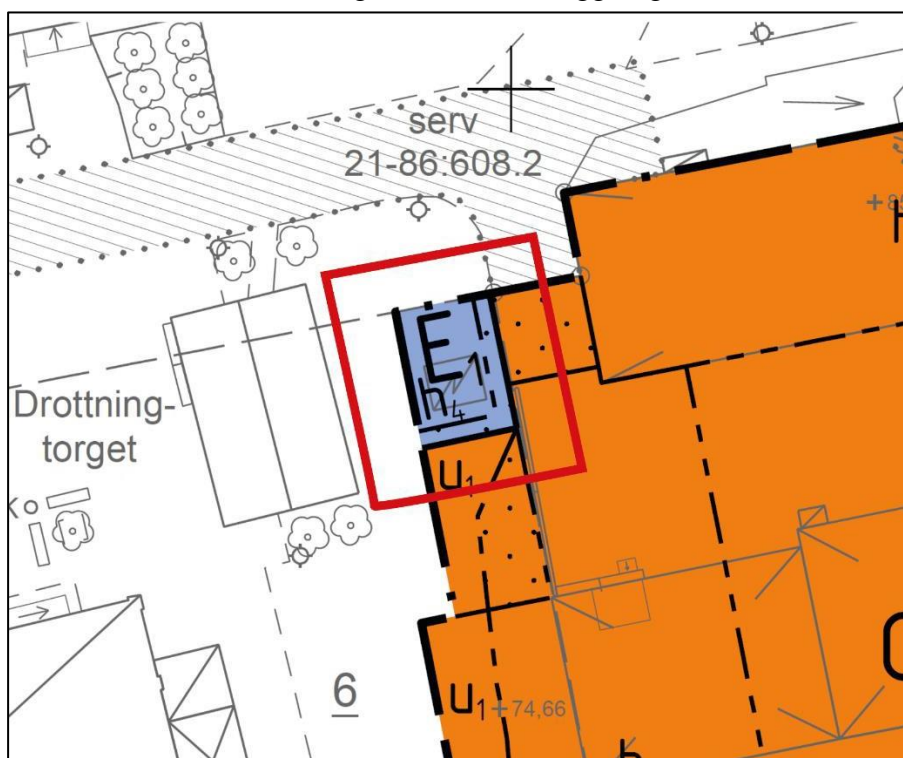 serv
21-86:608.2
E₁
h₄
Drottning-
torget
u₁
6
u₁ +74,66